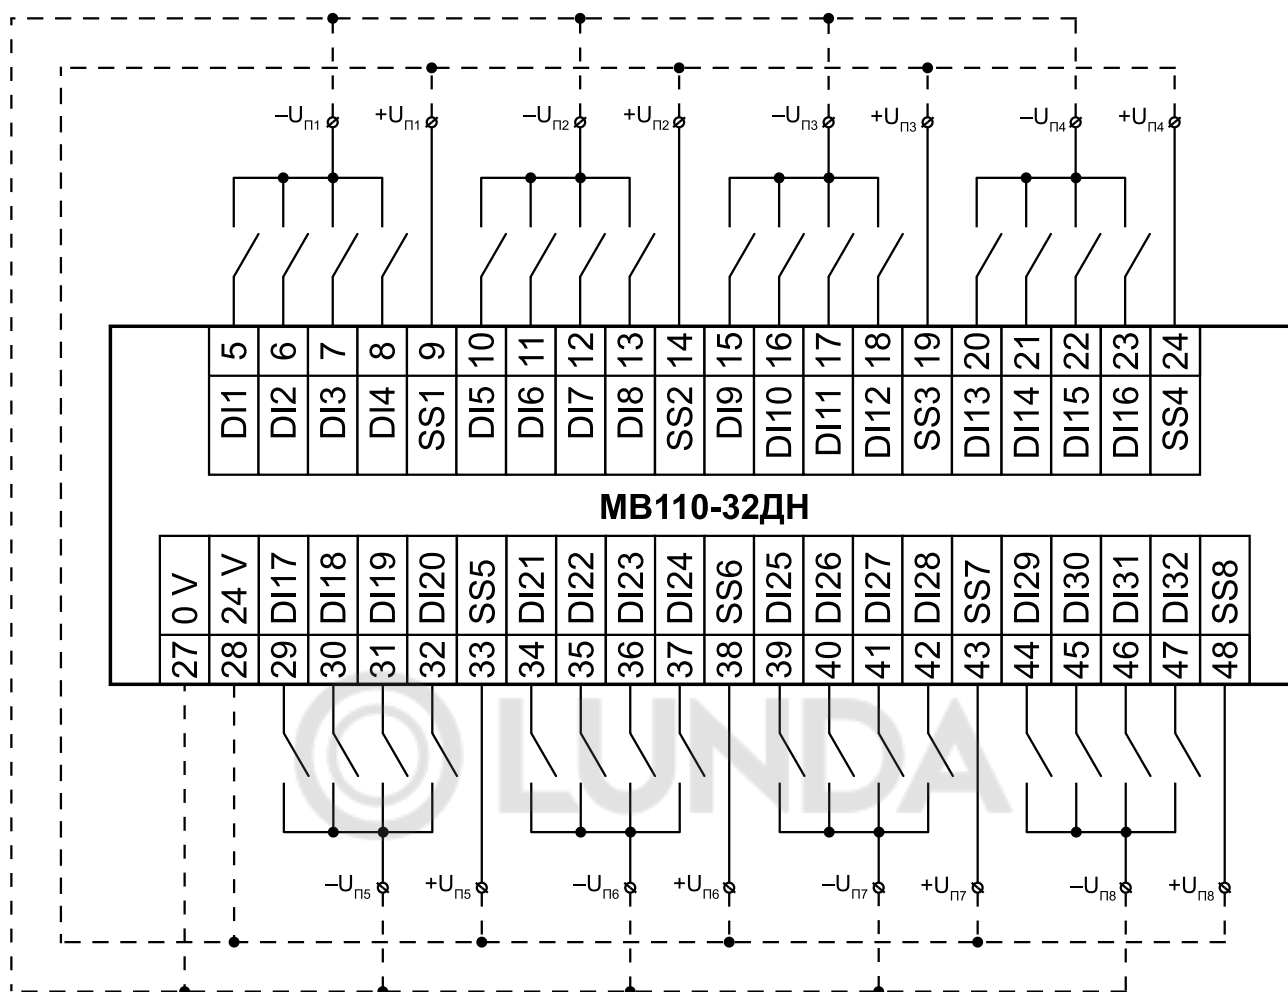 –UП1 +UП1 –UП2 +UП2 –UП3 +UП3 –UП4 +UП4
5 6 7 8 9 10 11 12 13 14 15 16 17 18 19 20 21 22 23 24
DI1 DI2 DI3 DI4 SS1 DI5 DI6 DI7 DI8 SS2 DI9 DI10 DI11 DI12 SS3 DI13 DI14 DI15 DI16 SS4
МВ110-32ДН
0 V 24 V DI17 DI18 DI19 DI20 SS5 DI21 DI22 DI23 DI24 SS6 DI25 DI26 DI27 DI28 SS7 DI29 DI30 DI31 DI32 SS8
27 28 29 30 31 32 33 34 35 36 37 38 39 40 41 42 43 44 45 46 47 48
LUNDA
–UП5 +UП5 –UП6 +UП6 –UП7 +UП7 –UП8 +UП8